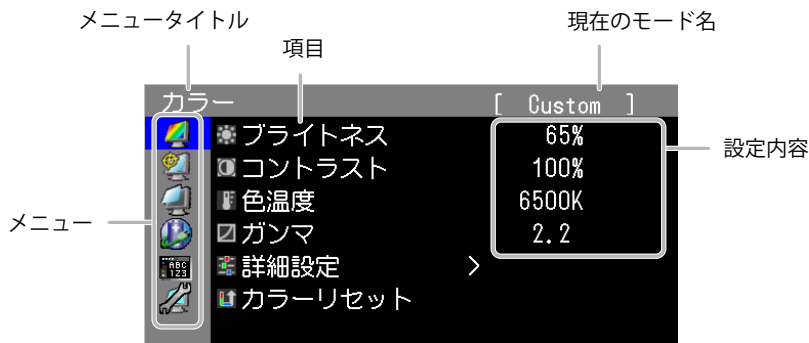 メニュータイトル
現在のモード名
項目
カラー [ Custom ]
ブライトネス 65%
コントラスト 100%
設定内容
色温度 6500K
メニュー
ガンマ 2.2
ABC
123
詳細設定 >
カラーリセット